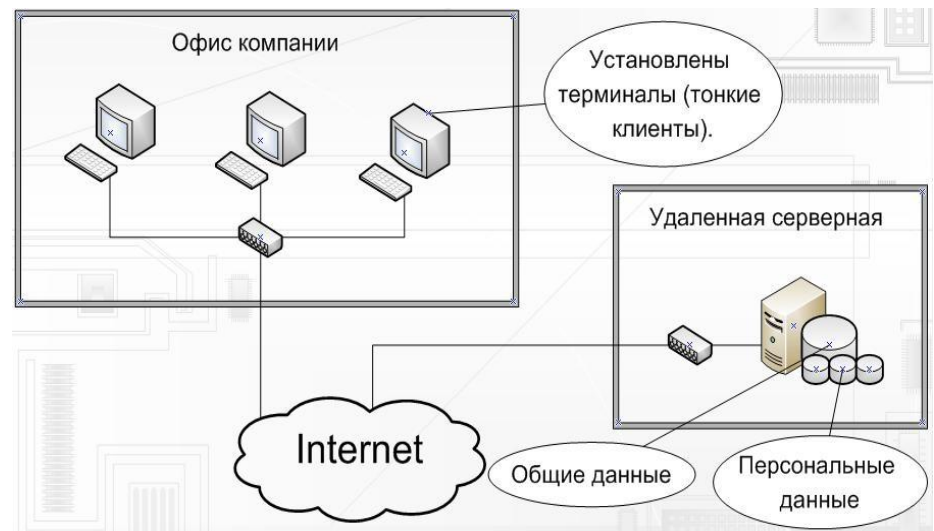 Офис компании
Установлены
терминалы (тонкие
клиенты).
Удаленная серверная
Internet
Общие данные
Персональные
данные